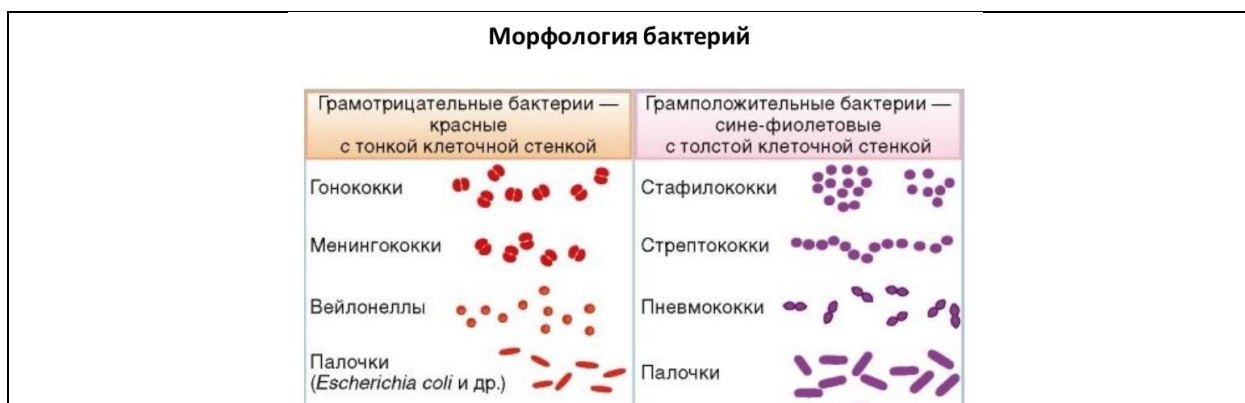 Морфология бактерий
Грамотрицательные бактерии —
красные
с тонкой клеточной стенкой
Грамположительные бактерии —
сине-фиолетовые
с толстой клеточной стенкой
Гонококки
Стафилококки
Менингококки
Стрептококки
Вейлонеллы
Пневмококки
Палочки
(Escherichia coli и др.)
Палочки